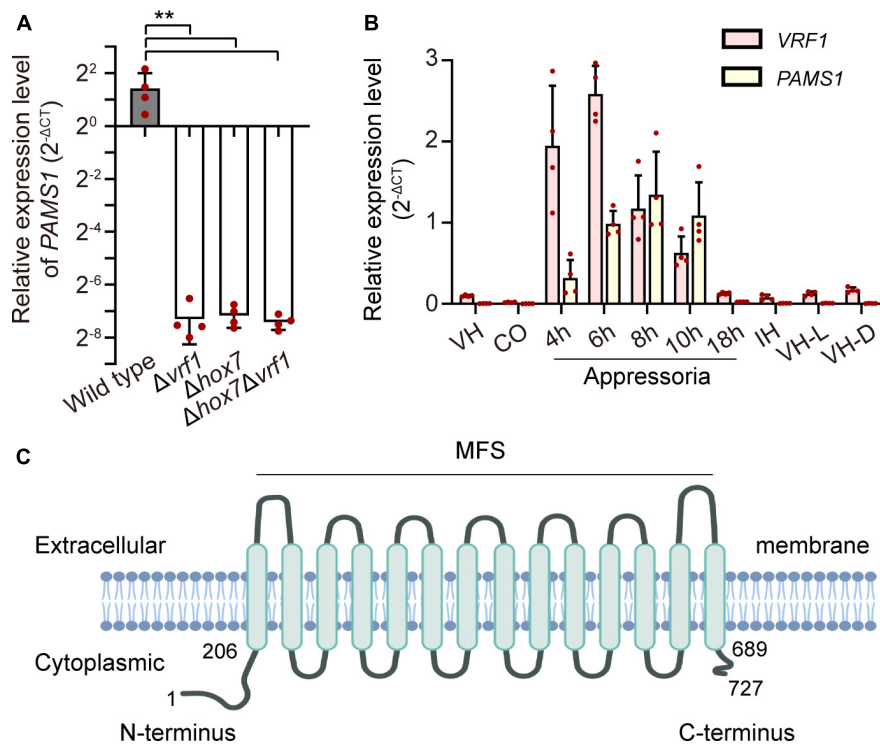 A
**
Relative expression level
of PAMS1 (2^-ΔCT)
2^2
2^0
2^-2
2^-4
2^-6
2^-8
Wild type
Δvrf1
Δhox7
Δhox7Δvrf1
B
VRF1
PAMS1
Relative expression level
(2^-ΔCT)
3
2
1
0
VH
CO
4h
6h
8h
10h
18h
IH
VH-L
VH-D
Appressoria
C
MFS
Extracellular
membrane
Cytoplasmic
206
689
1
727
N-terminus
C-terminus